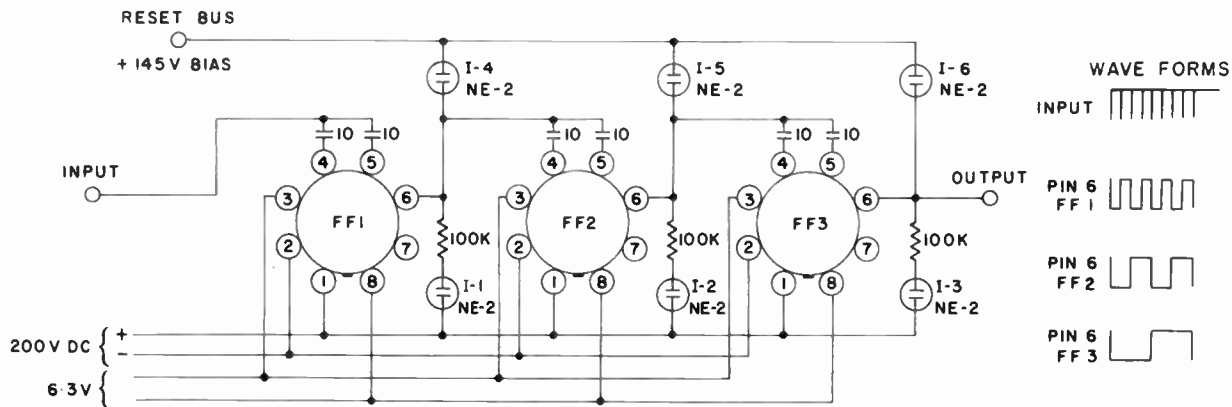 RESET BUS
+ 145V BIAS
INPUT
I-4
NE-2
I-5
NE-2
I-6
NE-2
10
10
10
10
10
10
4
5
3
6
2
7
1
8
FF1
4
5
3
6
2
7
1
8
FF2
4
5
3
6
2
7
1
8
FF3
100K
100K
100K
I-1
NE-2
I-2
NE-2
I-3
NE-2
OUTPUT
200V DC
+
−
6·3V
WAVE FORMS
INPUT
PIN 6
FF 1
PIN 6
FF2
PIN 6
FF 3